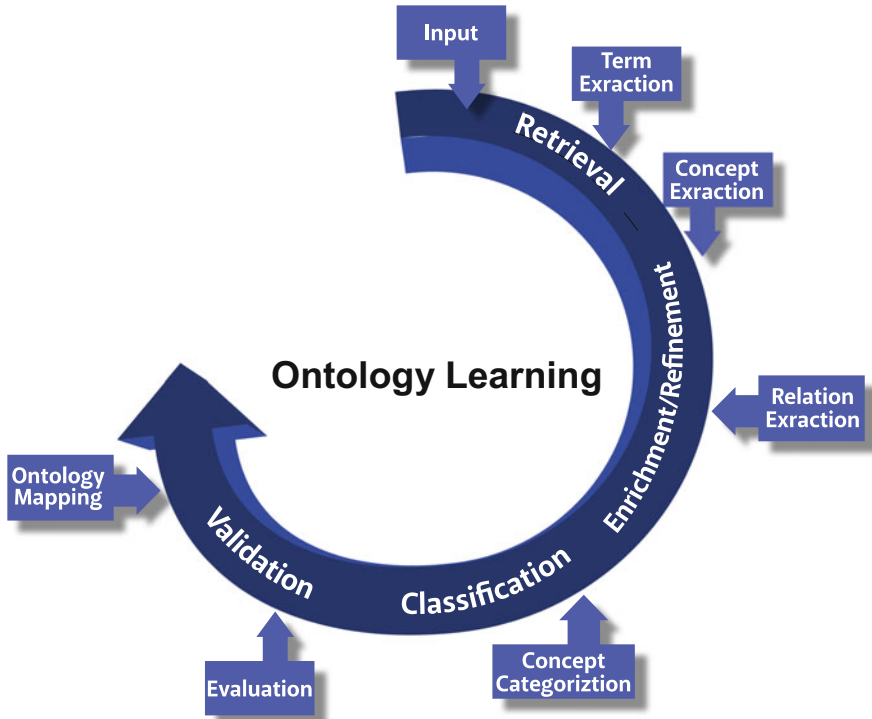 Input
Term
Exraction
Retrieval
Concept
Exraction
Enrichment/Refinement
Ontology Learning
Relation
Exraction
Ontology
Mapping
Validation
Classification
Evaluation
Concept
Categoriztion